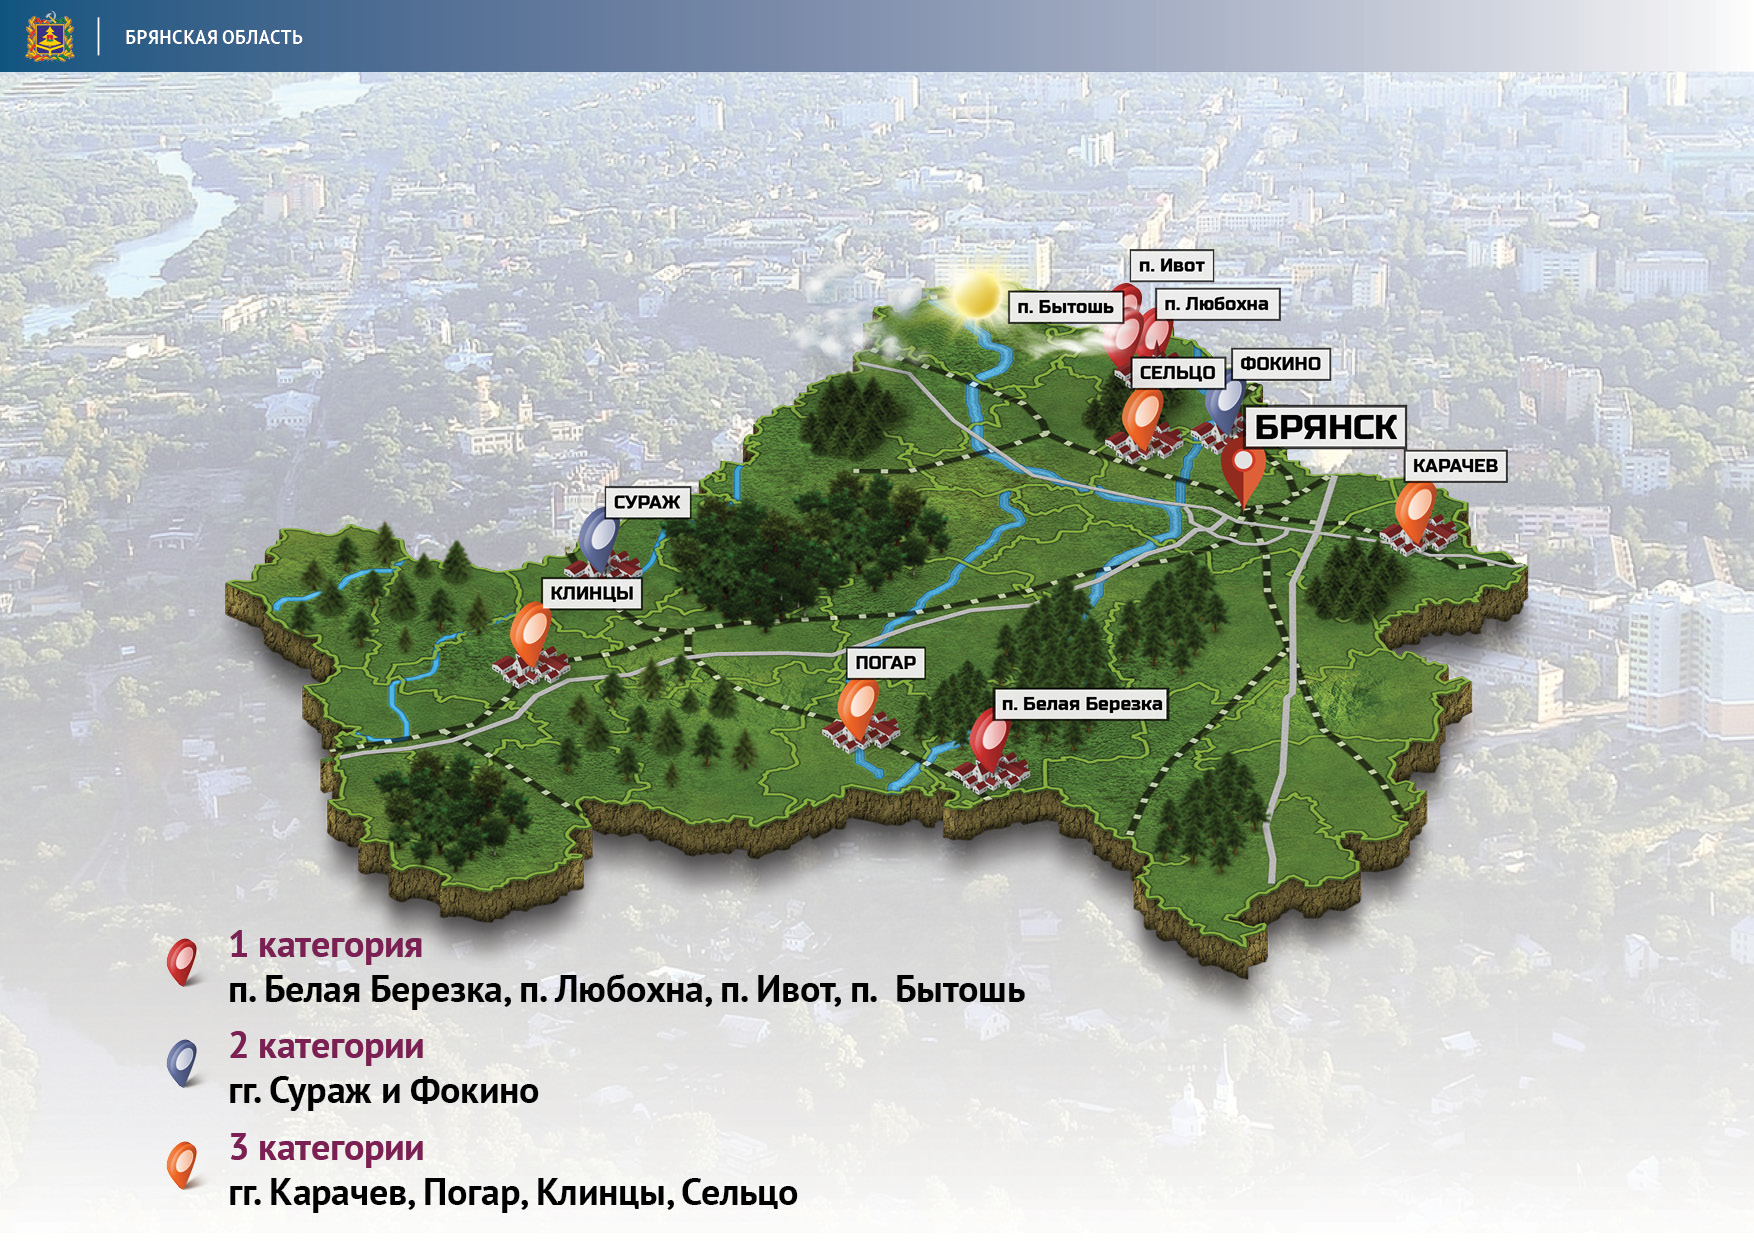 БРЯНСКАЯ ОБЛАСТЬ
п. Ивот
п. Бытошь
п. Любохна
СЕЛЬЦО
ФОКИНО
БРЯНСК
КАРАЧЕВ
СУРАЖ
КЛИНЦЫ
ПОГАР
п. Белая Березка
1 категория
п. Белая Березка, п. Любохна, п. Ивот, п. Бытошь
2 категории
гг. Сураж и Фокино
3 категории
гг. Карачев, Погар, Клинцы, Сельцо